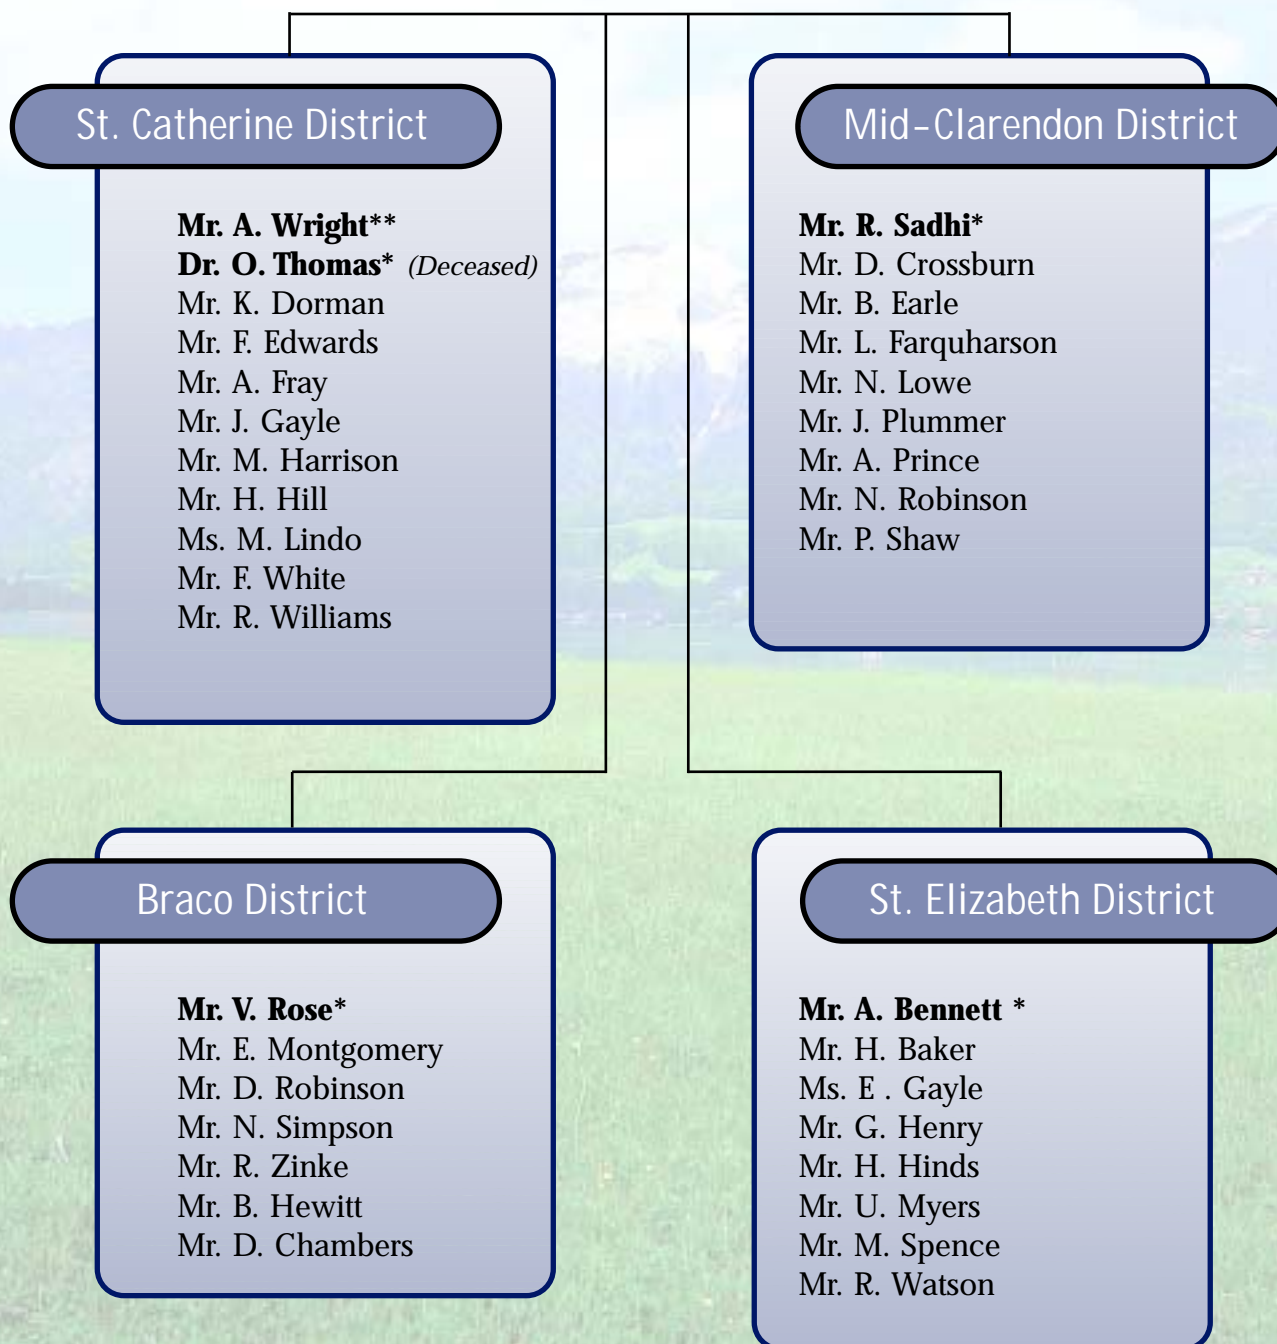 St. Catherine District
Mr. A. Wright**
Dr. O. Thomas* (Deceased)
Mr. K. Dorman
Mr. F. Edwards
Mr. A. Fray
Mr. J. Gayle
Mr. M. Harrison
Mr. H. Hill
Ms. M. Lindo
Mr. F. White
Mr. R. Williams
Mid-Clarendon District
Mr. R. Sadhi*
Mr. D. Crossburn
Mr. B. Earle
Mr. L. Farquharson
Mr. N. Lowe
Mr. J. Plummer
Mr. A. Prince
Mr. N. Robinson
Mr. P. Shaw
Braco District
Mr. V. Rose*
Mr. E. Montgomery
Mr. D. Robinson
Mr. N. Simpson
Mr. R. Zinke
Mr. B. Hewitt
Mr. D. Chambers
St. Elizabeth District
Mr. A. Bennett *
Mr. H. Baker
Ms. E . Gayle
Mr. G. Henry
Mr. H. Hinds
Mr. U. Myers
Mr. M. Spence
Mr. R. Watson